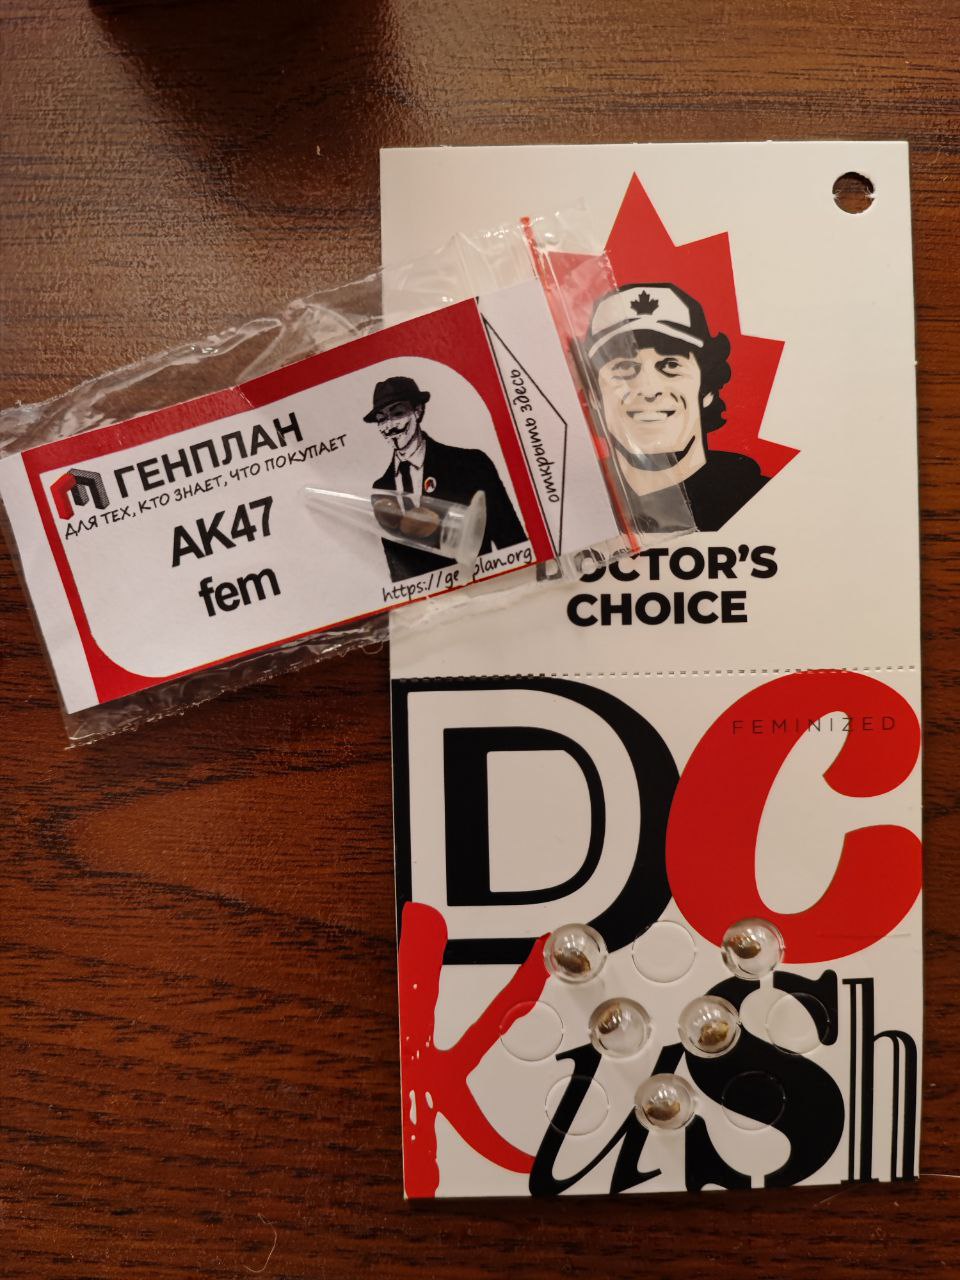 ГЕНПЛАН
ДЛЯ ТЕХ, КТО ЗНАЕТ, ЧТО ПОКУПАЕТ
AK47
fem
открыть здесь
DOCTOR'S
CHOICE
FEMINIZED
DC
Kush